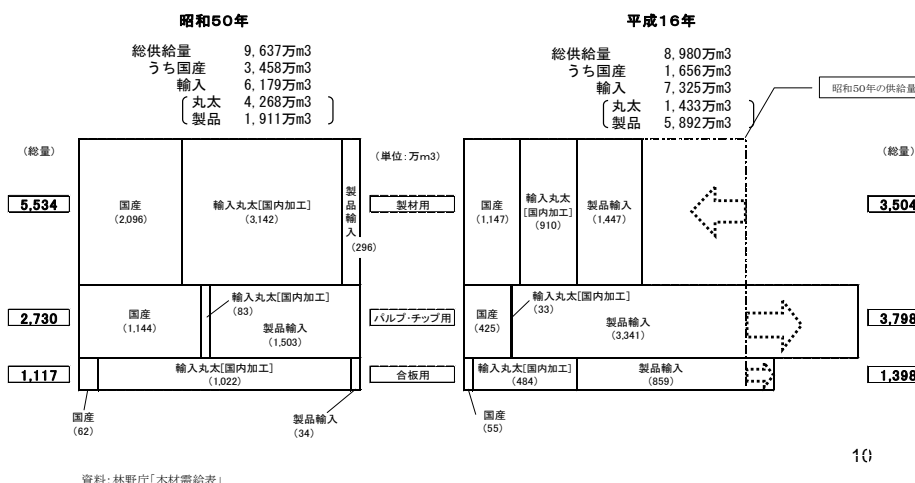 昭和50年
総供給量 9,637万m3
うち国産 3,458万m3
輸入 6,179万m3
丸太 4,268万m3
製品 1,911万m3
平成16年
総供給量 8,980万m3
うち国産 1,656万m3
輸入 7,325万m3
丸太 1,433万m3
製品 5,892万m3
昭和50年の供給量
(総量)
(単位:万m3)
(総量)
5,534
国産
(2,096)
輸入丸太[国内加工]
(3,142)
製品輸入
(296)
製材用
国産
(1,147)
輸入丸太
[国内加工]
(910)
製品輸入
(1,447)
3,504
2,730
国産
(1,144)
輸入丸太[国内加工]
(83)
製品輸入
(1,503)
パルプ・チップ用
国産
(425)
輸入丸太[国内加工]
(33)
製品輸入
(3,341)
3,798
1,117
輸入丸太[国内加工]
(1,022)
合板用
輸入丸太[国内加工]
(484)
製品輸入
(859)
1,398
国産
(62)
製品輸入
(34)
国産
(55)
10
資料:林野庁「木材需給表」